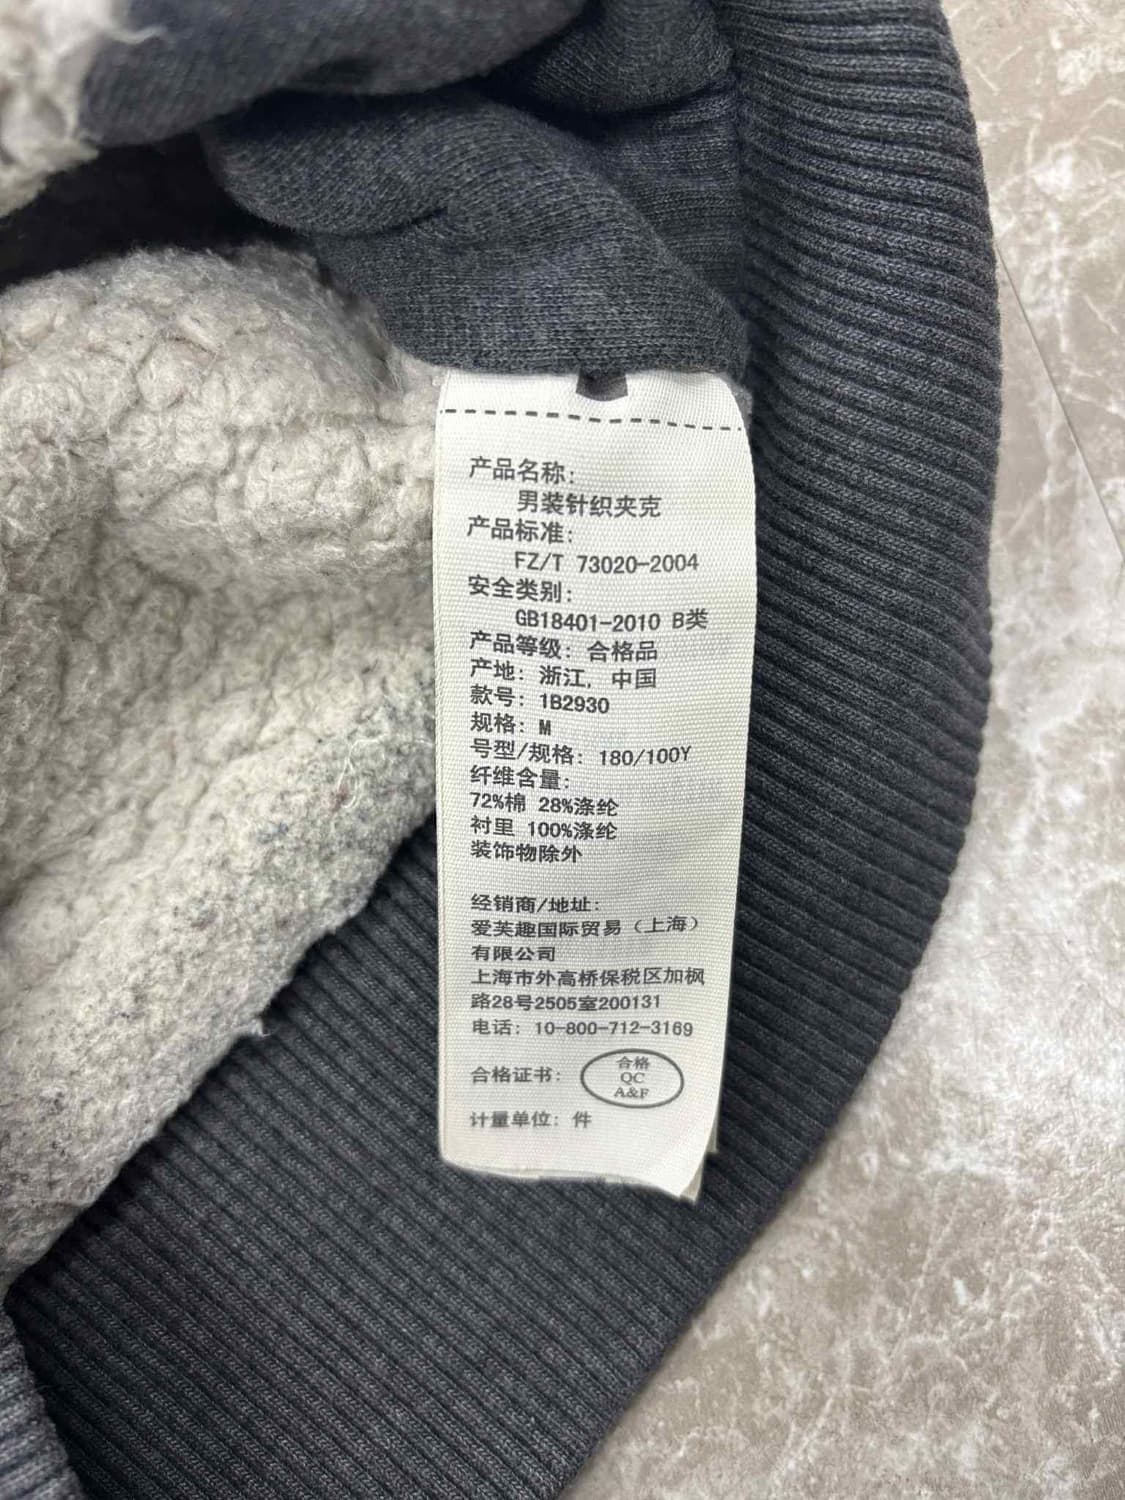 产品名称:
男装针织夹克
产品标准:
FZ/T 73020-2004
安全类别:
GB18401-2010 B类
产品等级: 合格品
产地: 浙江, 中国
款号: 1B2930
规格: M
号型/规格: 180/100Y
纤维含量:
72%棉 28%涤纶
衬里 100%涤纶
装饰物除外
经销商/地址:
爱芙趣国际贸易（上海）
有限公司
上海市外高桥保税区加枫
路28号2505室200131
电话: 10-800-712-3169
合格证书:
合格
QC
A&F
计量单位: 件